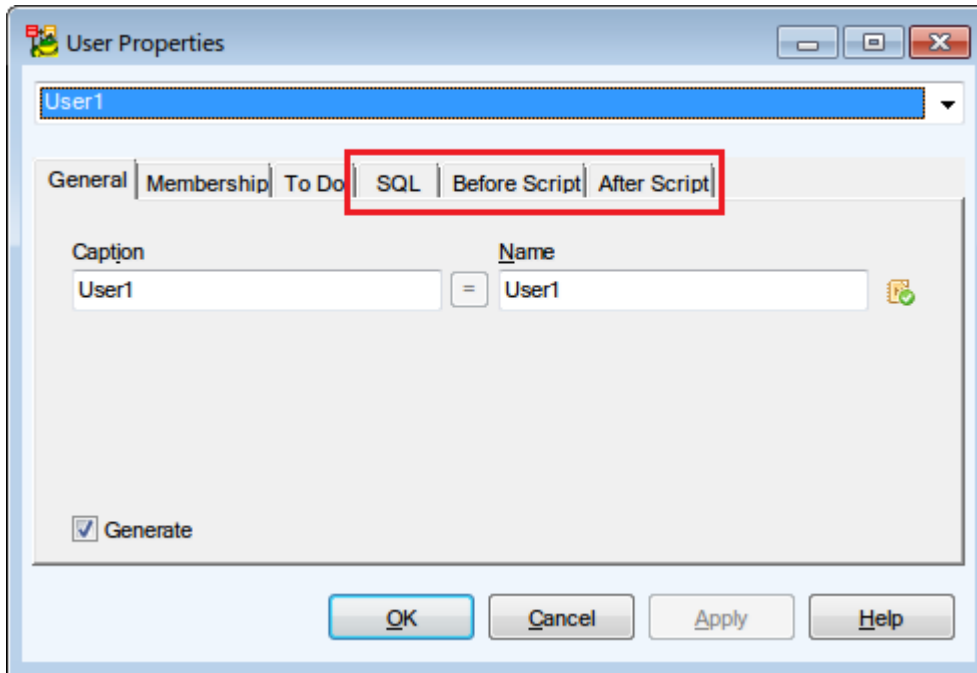 User Properties
User1
General Membership To Do SQL Before Script After Script
Caption Name
User1 = User1
Generate
OK Cancel Apply Help